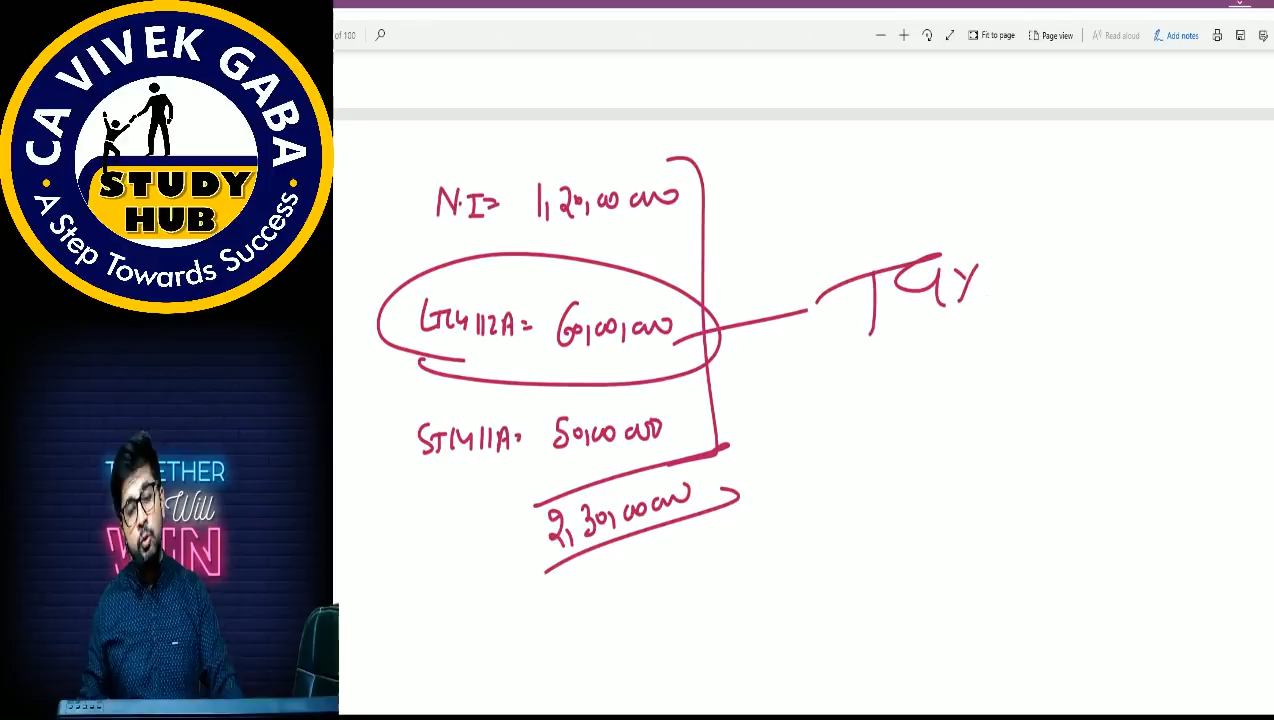 CA VIVEK GABA
STUDY
HUB
A Step Towards Success
of 100
Fit to page
Page view
Read aloud
Add notes
N.I= 1,20,00,000
LTCG 112A= 60,00,000
STCG 111A= 50,00,000
2,30,00,000
TOGETHER
We Will
WIN